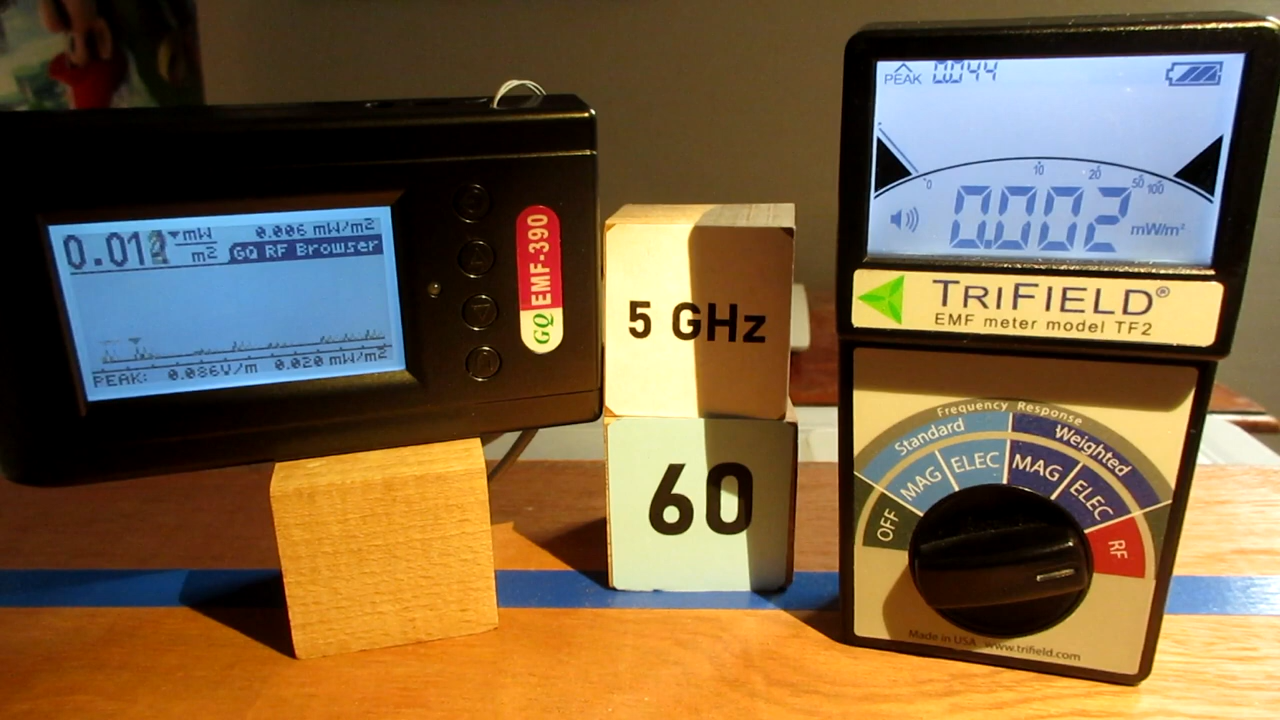 0.012 mW/m2 0.006 mW/m2
GQ RF Browser
PEAK: 0.086V/m 0.020 mW/m2
GQ EMF-390
5 GHz
60
PEAK 0.044
0 10 20 50 100
0.002 mW/m²
TRIFIELD®
EMF meter model TF2
Frequency Response
Standard Weighted
OFF MAG ELEC MAG ELEC RF
Made in USA www.trifield.com